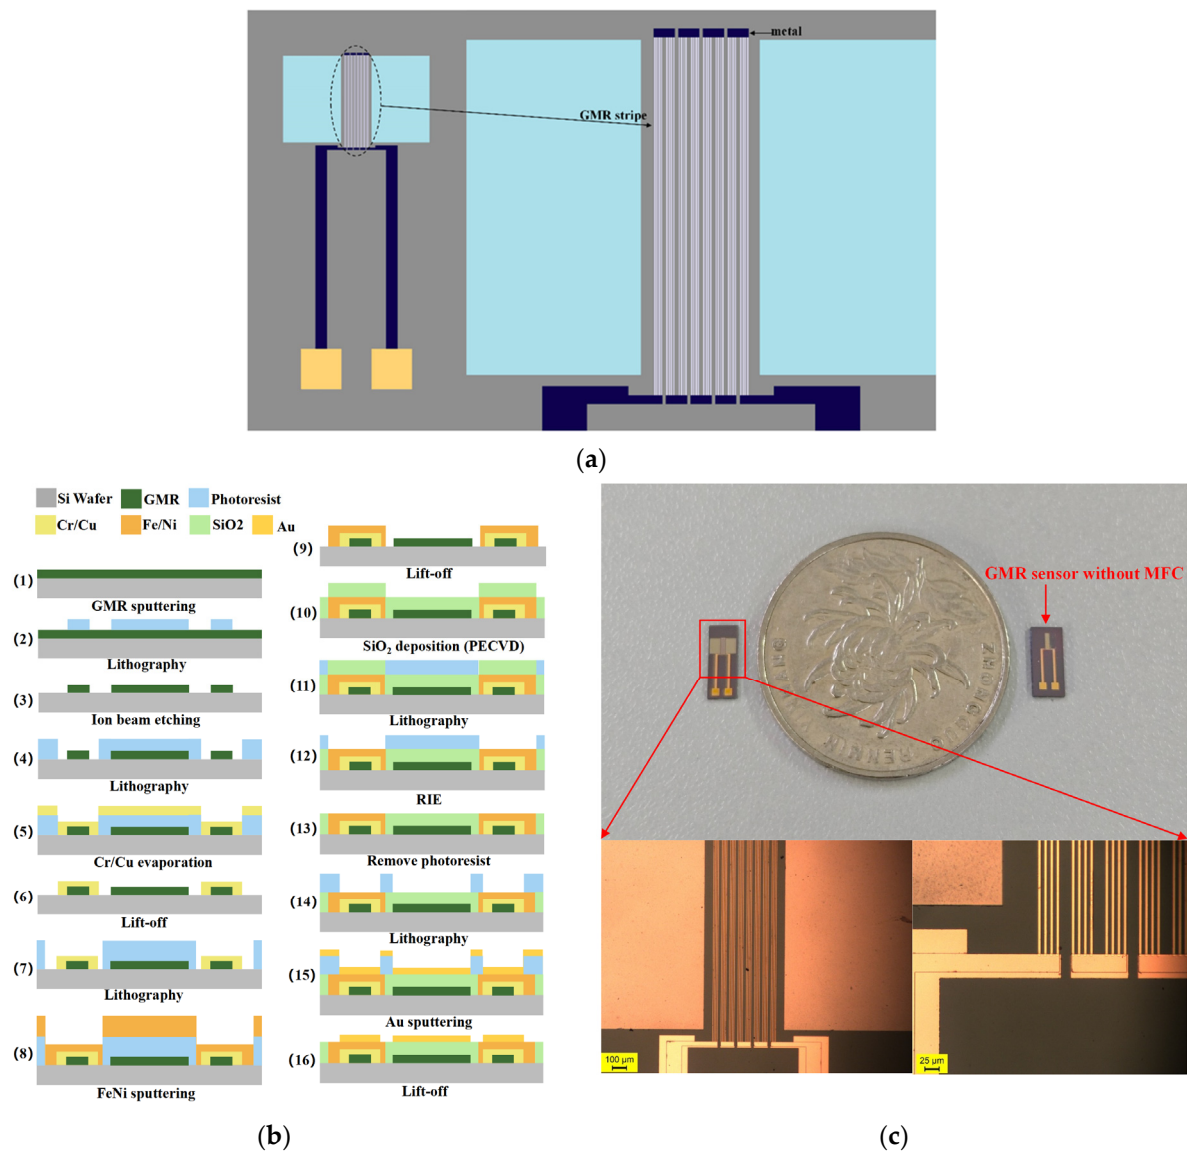 metal
GMR stripe
(a)
Si Wafer GMR Photoresist
Cr/Cu Fe/Ni SiO2 Au
(1)
GMR sputtering
(2)
Lithography
(3)
Ion beam etching
(4)
Lithography
(5)
Cr/Cu evaporation
(6)
Lift-off
(7)
Lithography
(8)
FeNi sputtering
(9)
Lift-off
(10)
SiO₂ deposition (PECVD)
(11)
Lithography
(12)
RIE
(13)
Remove photoresist
(14)
Lithography
(15)
Au sputtering
(16)
Lift-off
(b)
GMR sensor without MFC
100 μm
25 μm
(c)